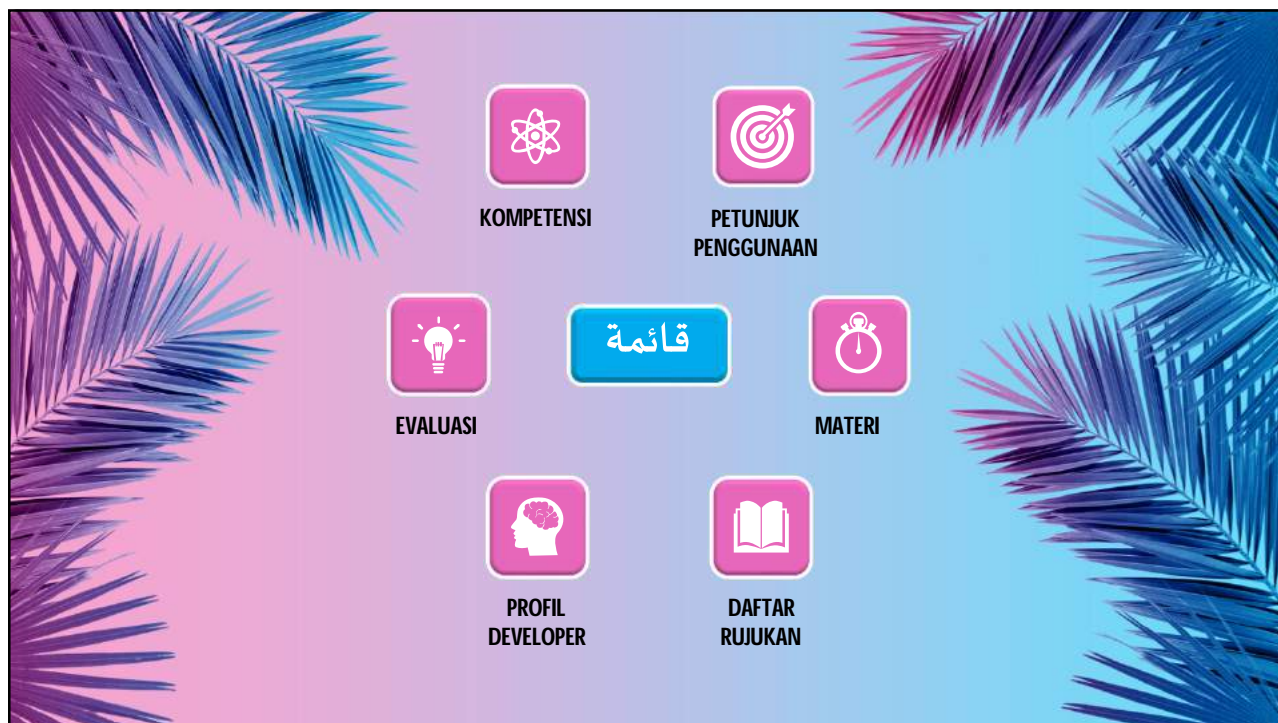 KOMPETENSI
PETUNJUK
PENGGUNAAN
EVALUASI
قائمة
MATERI
PROFIL
DEVELOPER
DAFTAR
RUJUKAN